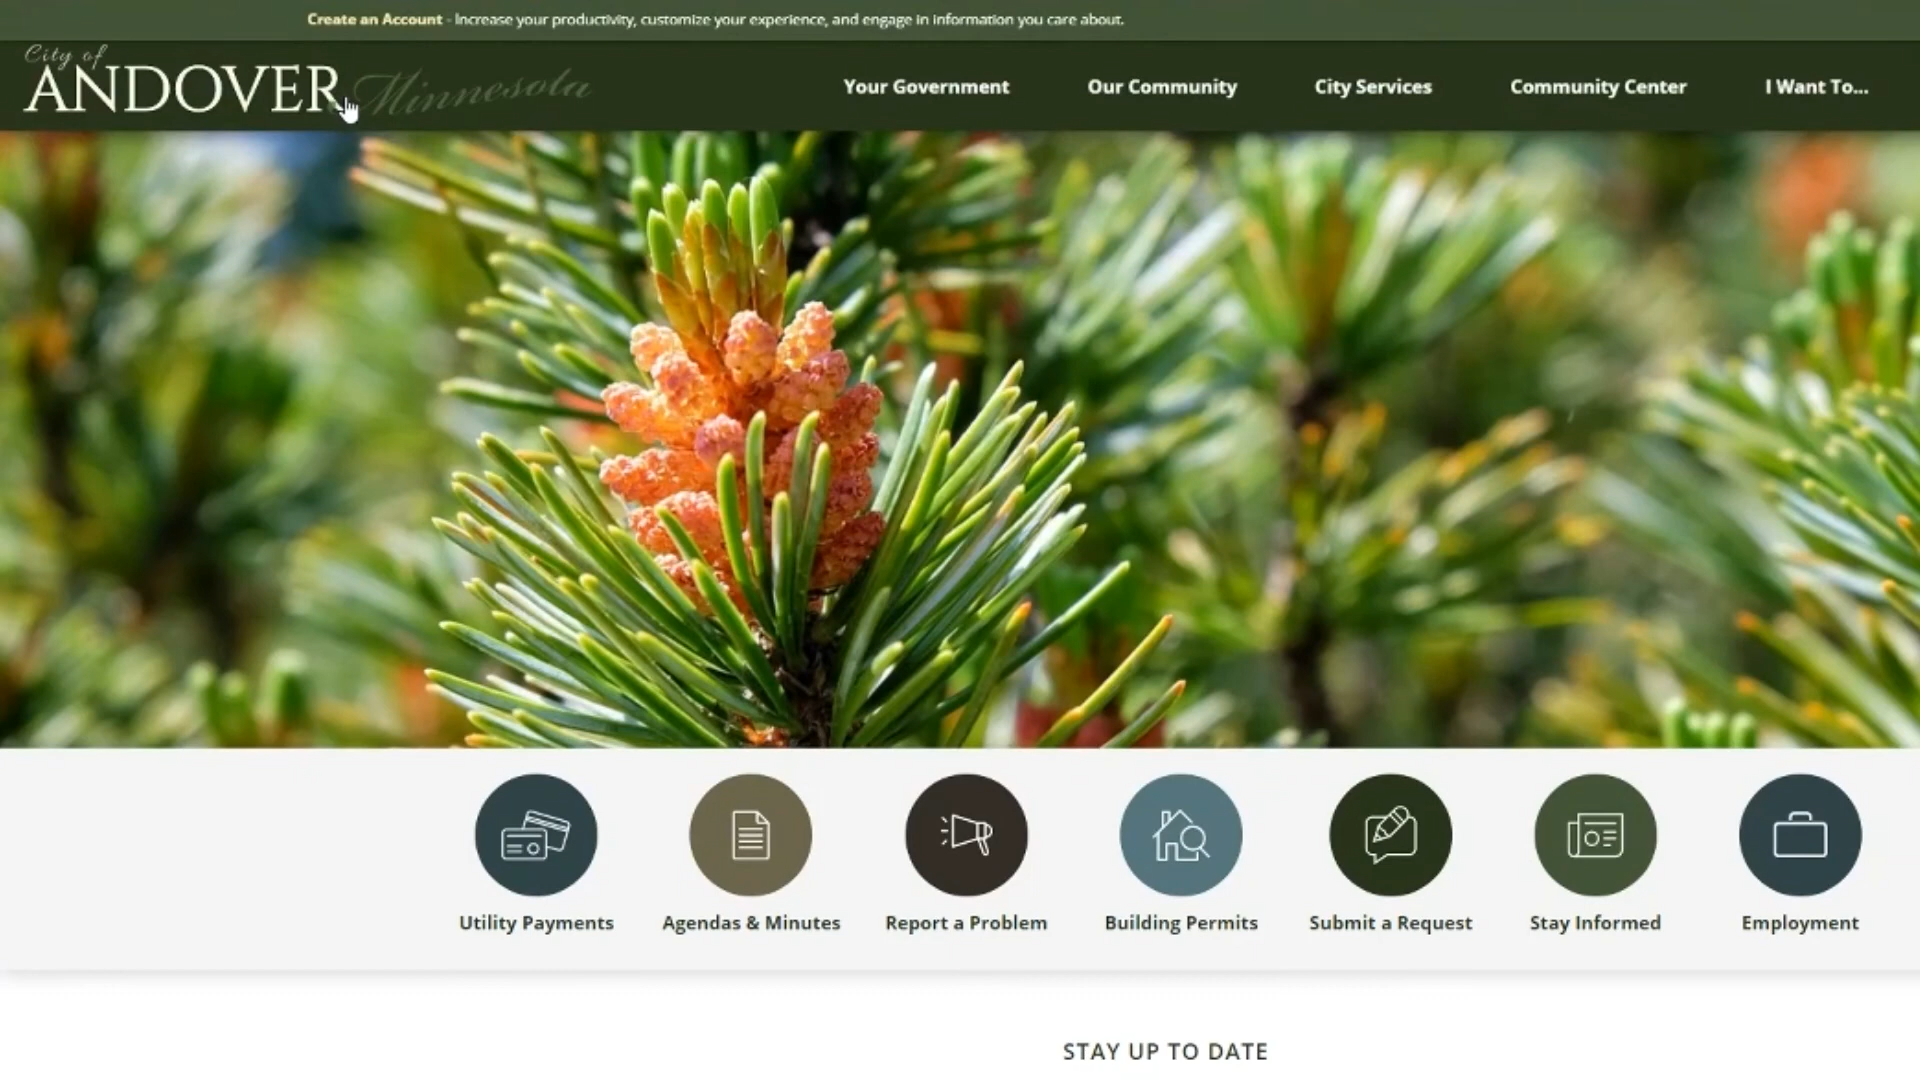 Create an Account - Increase your productivity, customize your experience, and engage in information you care about.
City of
ANDOVER Minnesota
Your Government
Our Community
City Services
Community Center
I Want To...
Utility Payments
Agendas & Minutes
Report a Problem
Building Permits
Submit a Request
Stay Informed
Employment
STAY UP TO DATE